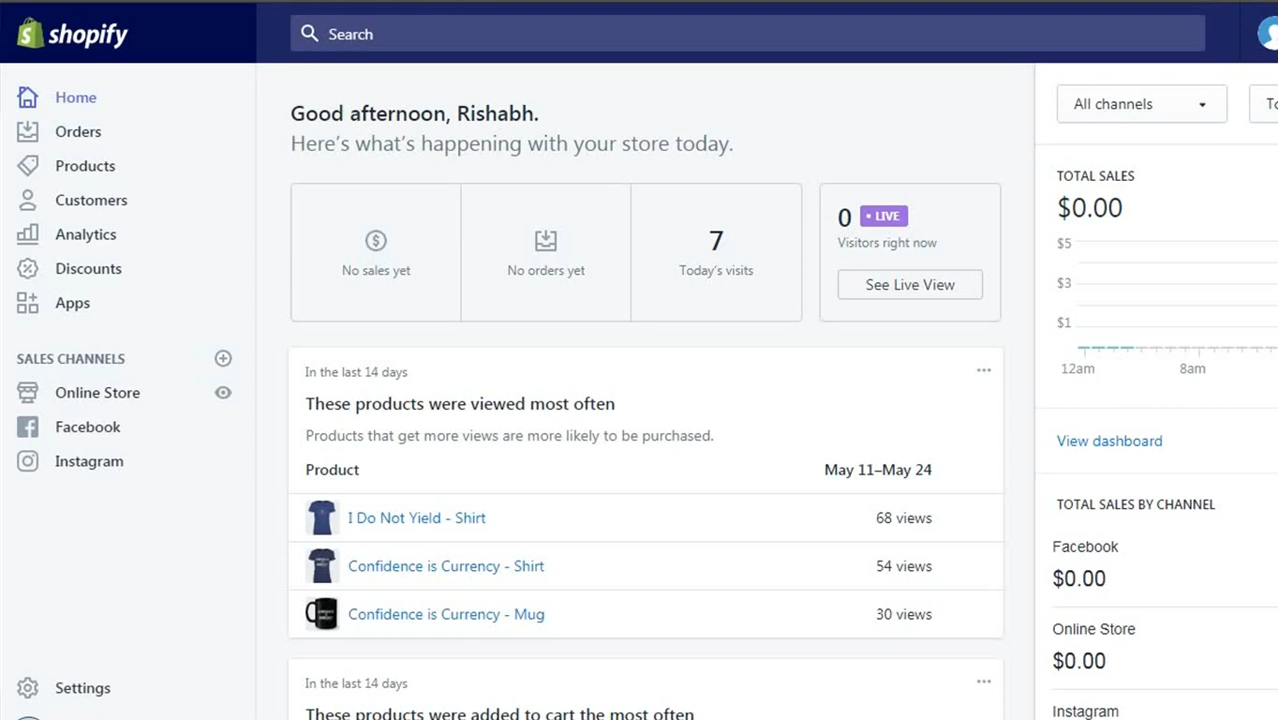 shopify
Search
Home
Orders
Products
Customers
Analytics
Discounts
Apps
SALES CHANNELS
Online Store
Facebook
Instagram
Settings
Good afternoon, Rishabh.
Here's what's happening with your store today.
No sales yet
No orders yet
7
Today's visits
0 • LIVE
Visitors right now
See Live View
In the last 14 days
These products were viewed most often
Products that get more views are more likely to be purchased.
Product May 11–May 24
I Do Not Yield - Shirt 68 views
Confidence is Currency - Shirt 54 views
Confidence is Currency - Mug 30 views
In the last 14 days
These products were added to cart the most often
All channels
TOTAL SALES
$0.00
$5
$3
$1
12am 8am
View dashboard
TOTAL SALES BY CHANNEL
Facebook
$0.00
Online Store
$0.00
Instagram